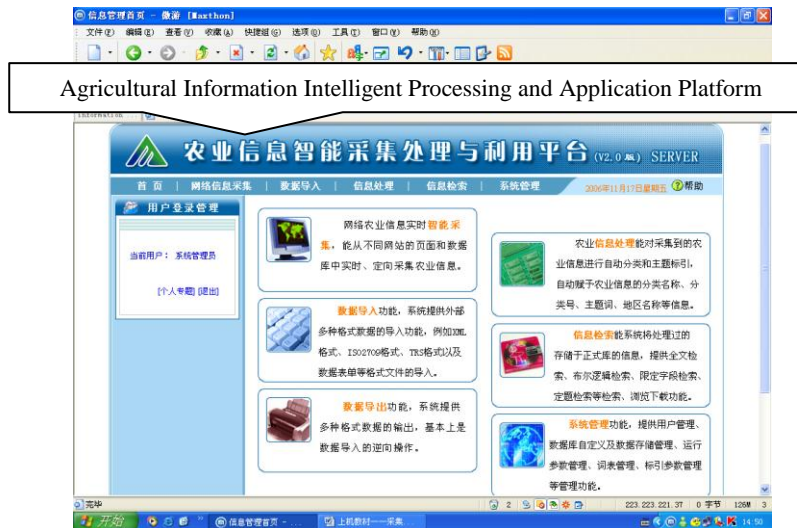 信息管理首页 - 傲游 [Maxthon]
文件(F) 编辑(E) 查看(V) 收藏(A) 快捷组(G) 选项(O) 工具(T) 窗口(W) 帮助(H)
Agricultural Information Intelligent Processing and Application Platform
Information ...
农业信息智能采集处理与利用平台 (V2.0版) SERVER
首 页 | 网络信息采集 | 数据导入 | 信息处理 | 信息检索 | 系统管理 2006年11月17日星期五 帮助
用户登录管理
当前用户： 系统管理员
[个人专题] [退出]
网络农业信息实时智能采
集，能从不同网站的页面和数据
库中实时、定向采集农业信息。
数据导入功能，系统提供外部
多种格式数据的导入功能，例如XML
格式、ISO2709格式、TRS格式以及
数据表单等格式文件的导入。
数据导出功能，系统提供
多种格式数据的输出，基本上是
数据导入的逆向操作。
农业信息处理能对采集到的农
业信息进行自动分类和主题标引，
自动赋予农业信息的分类名称、分
类号、主题词、地区名称等信息。
信息检索能系统将处理过的
存储于正式库的信息，提供全文检
索、布尔逻辑检索、限定字段检索、
定题检索等检索、浏览下载功能。
系统管理功能，提供用户管理、
数据库自定义及数据存储管理、运行
参数管理、词表管理、标引参数管理
等管理功能。
完毕 2 223.223.221.37 0 字节 126M 3
开始 信息管理首页 - ... 上机教材——采集... 14:50